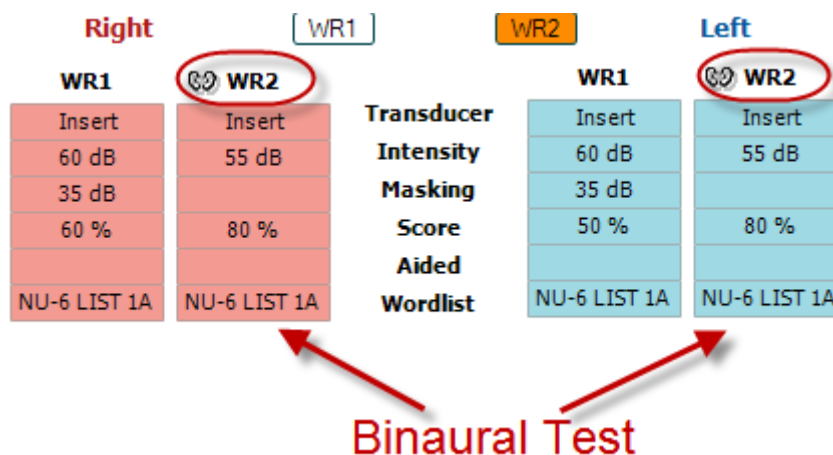 Right WR1 WR2 Left
WR1 WR2 WR1 WR2
Insert Insert Transducer Insert Insert
60 dB 55 dB Intensity 60 dB 55 dB
35 dB Masking 35 dB
60 % 80 % Score 50 % 80 %
Aided
NU-6 LIST 1A NU-6 LIST 1A Wordlist NU-6 LIST 1A NU-6 LIST 1A
Binaural Test